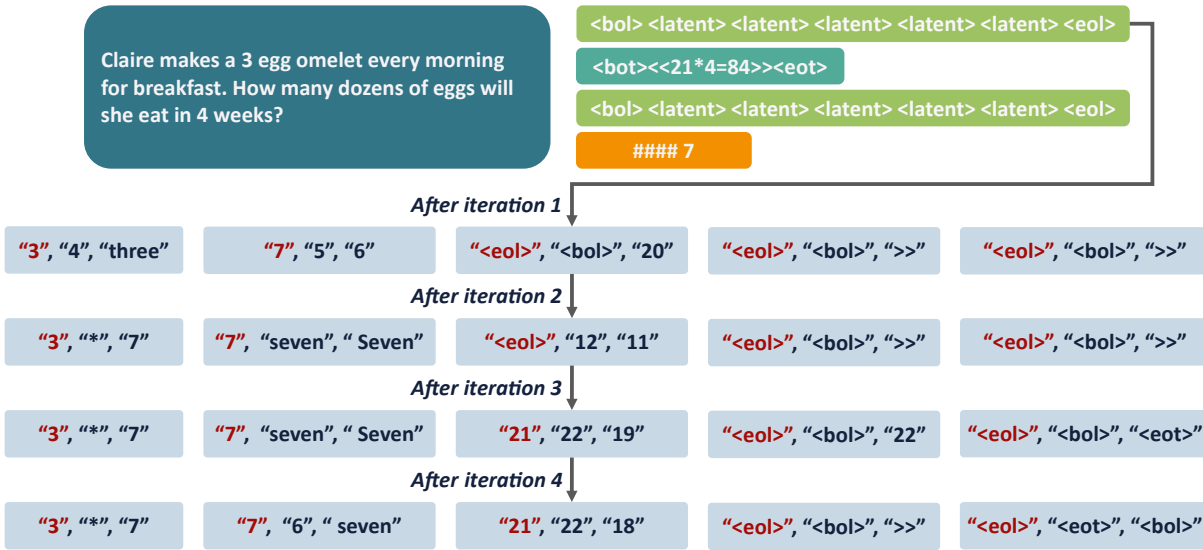 Claire makes a 3 egg omelet every morning
for breakfast. How many dozens of eggs will
she eat in 4 weeks?
<bol> <latent> <latent> <latent> <latent> <latent> <eol>
<bot><<21*4=84>><eot>
<bol> <latent> <latent> <latent> <latent> <latent> <eol>
#### 7
After iteration 1
“3”, “4”, “three” “7”, “5”, “6” “<eol>”, “<bol>”, “20” “<eol>”, “<bol>”, “>>” “<eol>”, “<bol>”, “>>”
After iteration 2
“3”, “*”, “7” “7”, “seven”, “ Seven” “<eol>”, “12”, “11” “<eol>”, “<bol>”, “>>” “<eol>”, “<bol>”, “>>”
After iteration 3
“3”, “*”, “7” “7”, “seven”, “ Seven” “21”, “22”, “19” “<eol>”, “<bol>”, “22” “<eol>”, “<bol>”, “<eot>”
After iteration 4
“3”, “*”, “7” “7”, “6”, “ seven” “21”, “22”, “18” “<eol>”, “<bol>”, “>>” “<eol>”, “<eot>”, “<bol>”